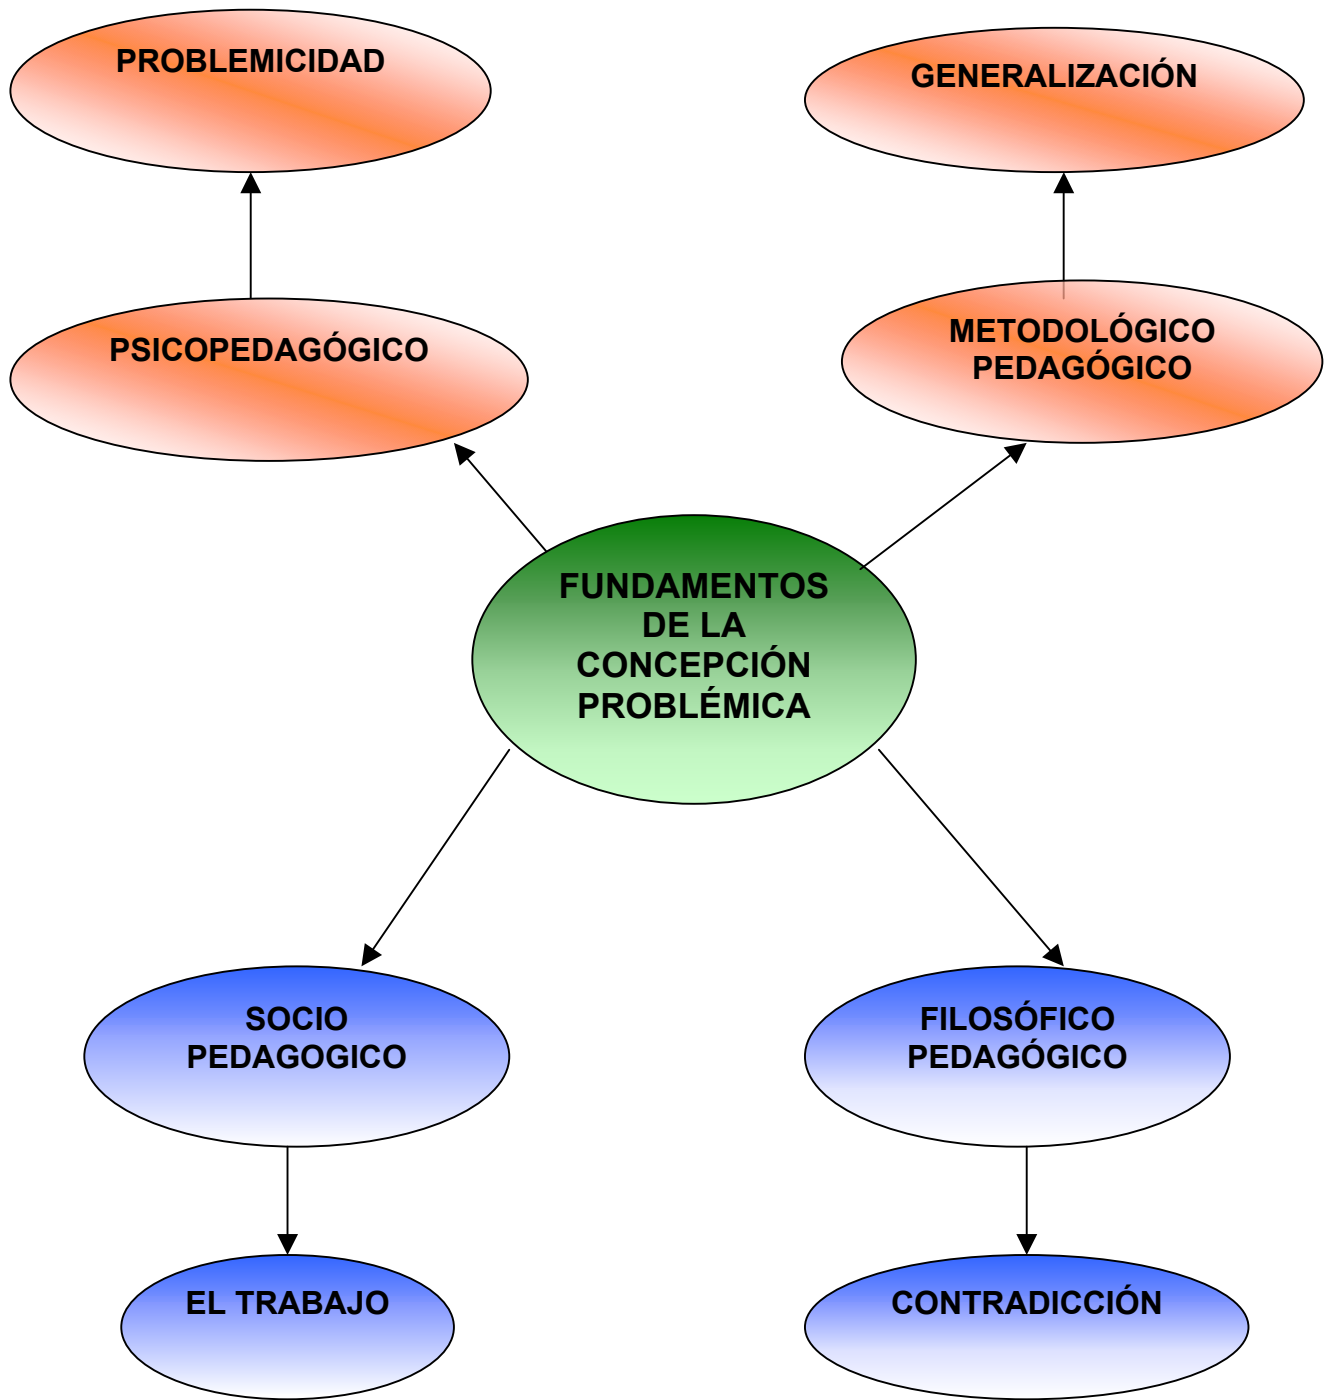 PROBLEMICIDAD
GENERALIZACIÓN
PSICOPEDAGÓGICO
METODOLÓGICO
PEDAGÓGICO
FUNDAMENTOS
DE LA
CONCEPCIÓN
PROBLÉMICA
SOCIO
PEDAGOGICO
FILOSÓFICO
PEDAGÓGICO
EL TRABAJO
CONTRADICCIÓN